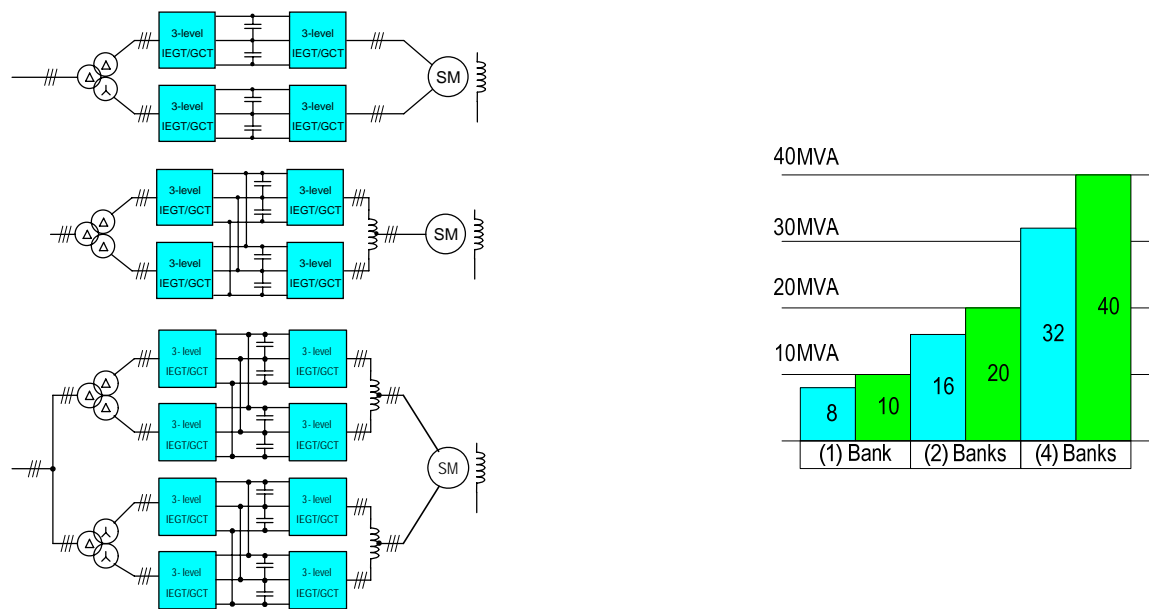 3-level
IEGT/GCT
3-level
IEGT/GCT
SM
3-level
IEGT/GCT
3-level
IEGT/GCT
3-level
IEGT/GCT
3-level
IEGT/GCT
SM
3-level
IEGT/GCT
3-level
IEGT/GCT
3- level
IEGT/GCT
3- level
IEGT/GCT
3- level
IEGT/GCT
3- level
IEGT/GCT
SM
3- level
IEGT/GCT
3- level
IEGT/GCT
3- level
IEGT/GCT
3- level
IEGT/GCT
40MVA
30MVA
20MVA
10MVA
8
10
16
20
32
40
(1) Bank
(2) Banks
(4) Banks